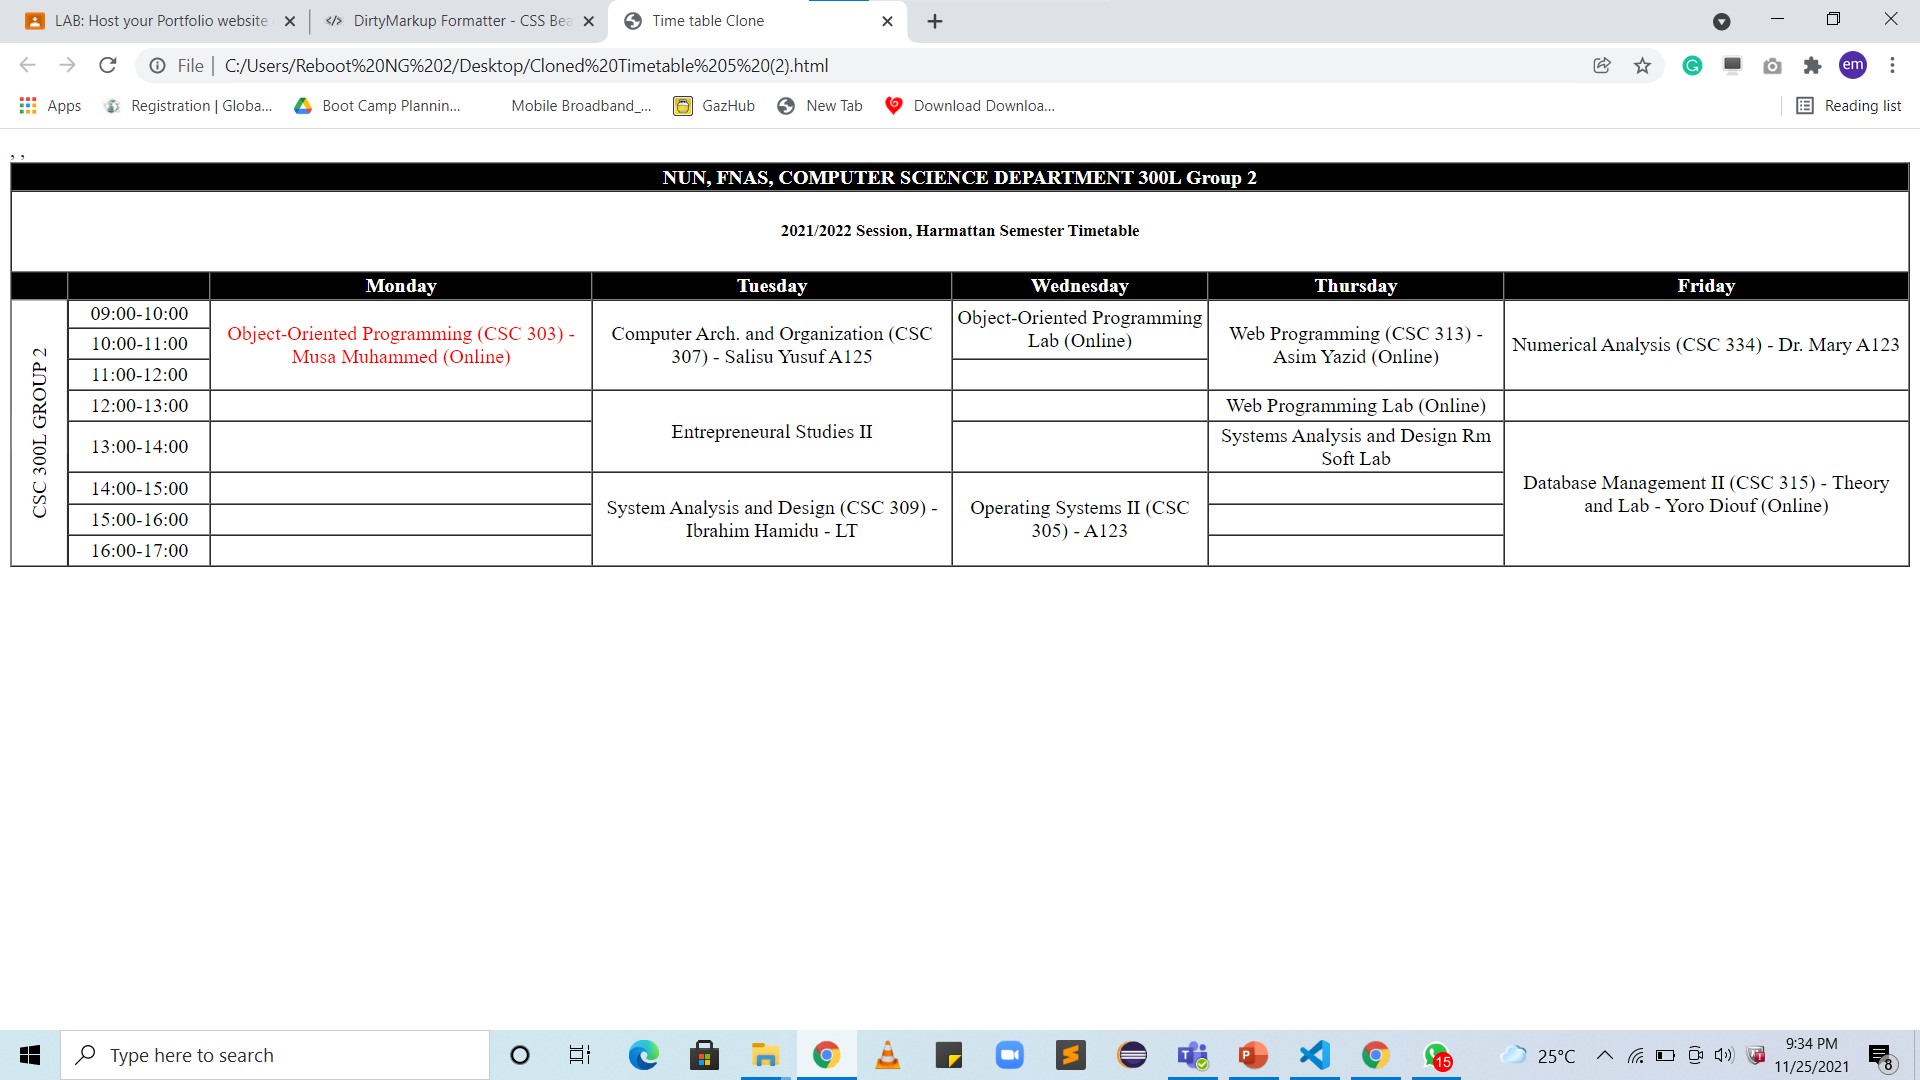 LAB: Host your Portfolio website
DirtyMarkup Formatter - CSS Bea
Time table Clone
File
C:/Users/Reboot%20NG%202/Desktop/Cloned%20Timetable%205%20(2).html
em
Apps
Registration | Globa...
Boot Camp Plannin...
Mobile Broadband_...
GazHub
New Tab
Download Downloa...
Reading list
, ,
NUN, FNAS, COMPUTER SCIENCE DEPARTMENT 300L Group 2
2021/2022 Session, Harmattan Semester Timetable
Monday
Tuesday
Wednesday
Thursday
Friday
CSC 300L GROUP 2
09:00-10:00
10:00-11:00
11:00-12:00
12:00-13:00
13:00-14:00
14:00-15:00
15:00-16:00
16:00-17:00
Object-Oriented Programming (CSC 303) -
Musa Muhammed (Online)
Computer Arch. and Organization (CSC
307) - Salisu Yusuf A125
Entrepreneural Studies II
System Analysis and Design (CSC 309) -
Ibrahim Hamidu - LT
Object-Oriented Programming
Lab (Online)
Operating Systems II (CSC
305) - A123
Web Programming (CSC 313) -
Asim Yazid (Online)
Web Programming Lab (Online)
Systems Analysis and Design Rm
Soft Lab
Numerical Analysis (CSC 334) - Dr. Mary A123
Database Management II (CSC 315) - Theory
and Lab - Yoro Diouf (Online)
Type here to search
15
25°C
9:34 PM
11/25/2021
8